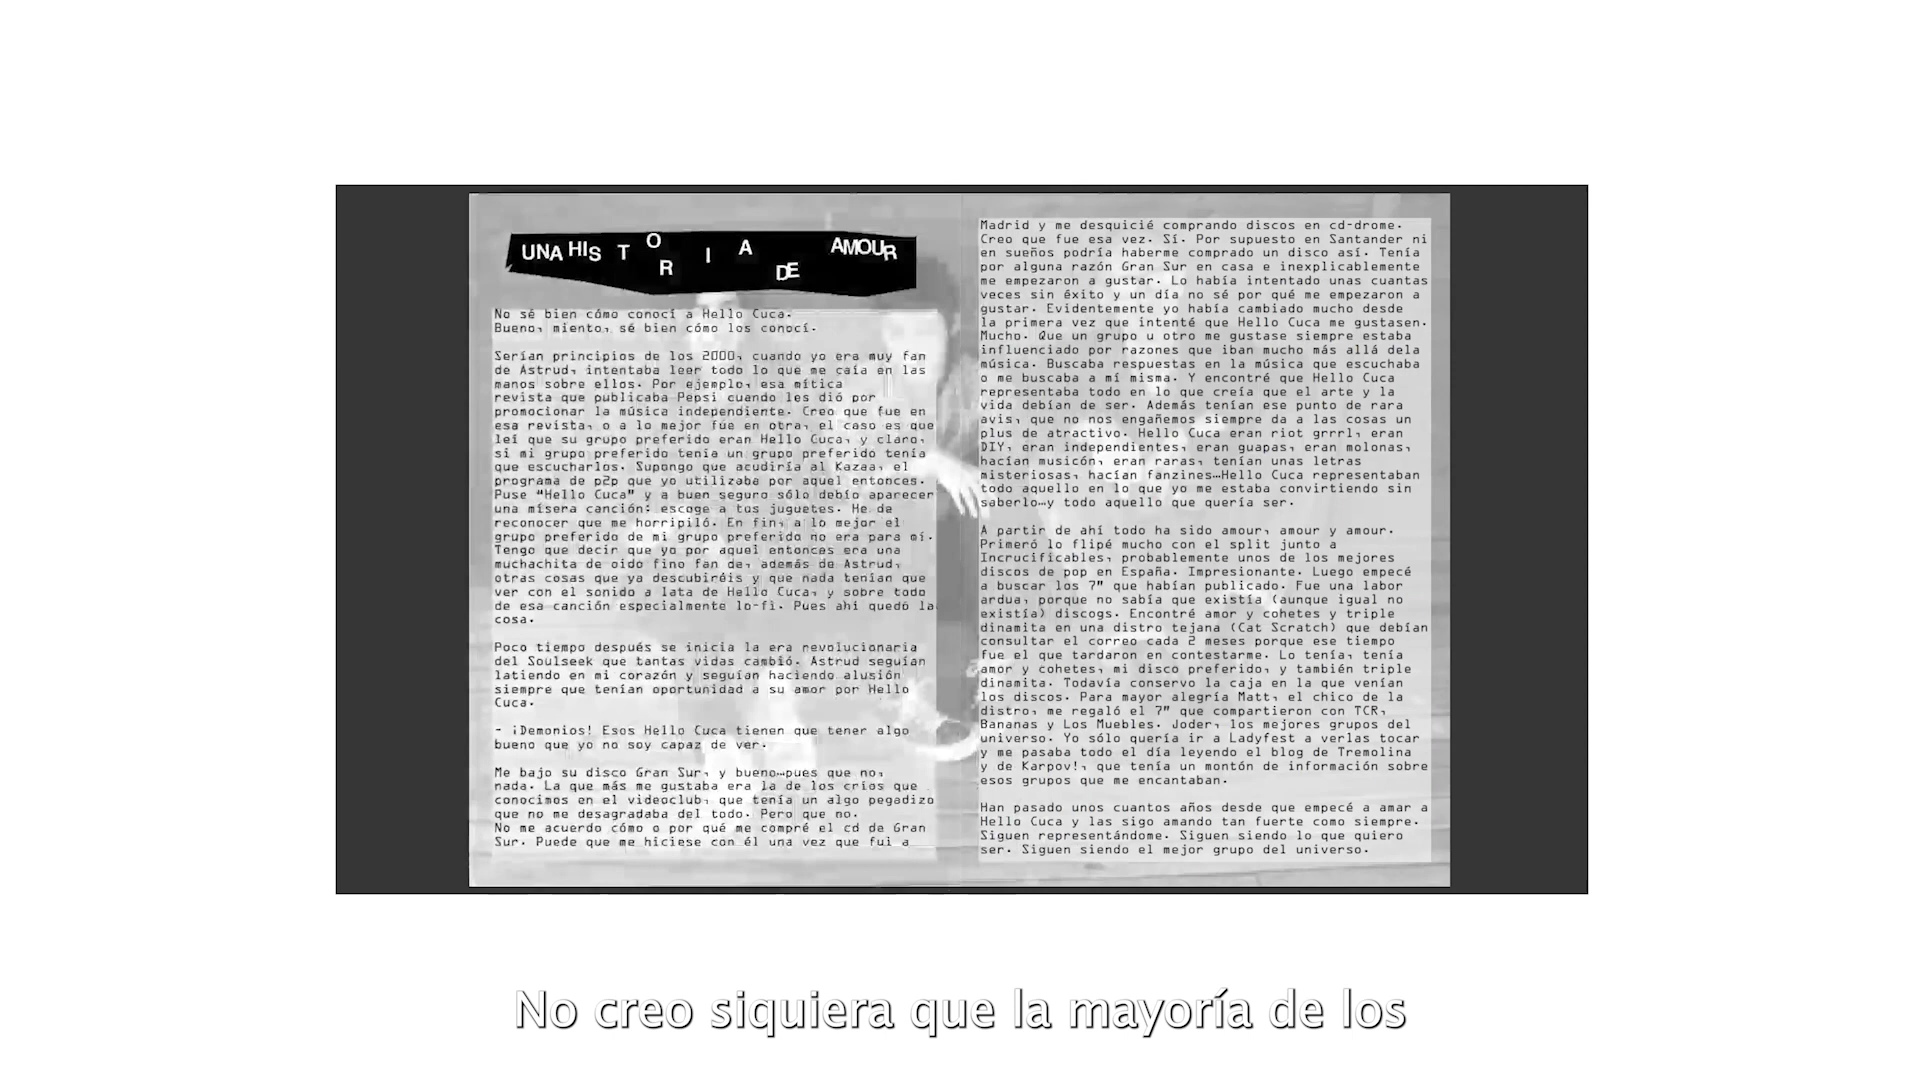 UNA HISTORIA DE AMOUR
No sé bien cómo conocí a Hello Cuca.
Bueno, miento, sé bien cómo los conocí.
Serían principios de los 2000, cuando yo era muy fan
de Astrud, intentaba leer todo lo que me caía en las
manos sobre ellos. Por ejemplo, esa mítica
revista que publicaba Pepsi cuando les dió por
promocionar la música independiente. Creo que fue en
esa revista, o a lo mejor fue en otra, el caso es que
leí que su grupo preferido eran Hello Cuca, y claro,
si mi grupo preferido tenía un grupo preferido tenía
que escucharlos. Supongo que acudiría al Kazaa, el
programa de p2p que yo utilizaba por aquel entonces.
Puse "Hello Cuca" y a buen seguro sólo debío aparecer
una mísera canción: escoge a tus juguetes. He de
reconocer que me horripiló. En fin, a lo mejor el
grupo preferido de mi grupo preferido no era para mí.
Tengo que decir que yo por aquel entonces era una
muchachita de oido fino fan de, además de Astrud,
otras cosas que ya descubiréis y que nada tenían que
ver con el sonido a lata de Hello Cuca, y sobre todo
de esa canción especialmente lo-fi. Pues ahí quedó la
cosa.
Poco tiempo después se inicia la era revolucionaria
del Soulseek que tantas vidas cambió. Astrud seguían
latiendo en mi corazón y seguían haciendo alusión
siempre que tenían oportunidad a su amor por Hello
Cuca.
- ¡Demonios! Esos Hello Cuca tienen que tener algo
bueno que yo no soy capaz de ver.
Me bajo su disco Gran Sur, y bueno…pues que no,
nada. La que más me gustaba era la de los críos que
conocimos en el videoclub, que tenía un algo pegadizo
que no me desagradaba del todo. Pero que no.
No me acuerdo cómo o por qué me compré el cd de Gran
Sur. Puede que me hiciese con él una vez que fui a
Madrid y me desquicié comprando discos en cd-drome.
Creo que fue esa vez. Sí. Por supuesto en Santander ni
en sueños podría haberme comprado un disco así. Tenía
por alguna razón Gran Sur en casa e inexplicablemente
me empezaron a gustar. Lo había intentado unas cuantas
veces sin éxito y un día no sé por qué me empezaron a
gustar. Evidentemente yo había cambiado mucho desde
la primera vez que intenté que Hello Cuca me gustasen.
Mucho. Que un grupo u otro me gustase siempre estaba
influenciado por razones que iban mucho más allá dela
música. Buscaba respuestas en la música que escuchaba
o me buscaba a mí misma. Y encontré que Hello Cuca
representaba todo en lo que creía que el arte y la
vida debían de ser. Además tenían ese punto de rara
avis, que no nos engañemos siempre da a las cosas un
plus de atractivo. Hello Cuca eran riot grrrl, eran
DIY, eran independientes, eran guapas, eran molonas,
hacían musicón, eran raras, tenían unas letras
misteriosas, hacían fanzines…Hello Cuca representaban
todo aquello en lo que yo me estaba convirtiendo sin
saberlo…y todo aquello que quería ser.
A partir de ahí todo ha sido amour, amour y amour.
Primeró lo flipé mucho con el split junto a
Incrucificables, probablemente unos de los mejores
discos de pop en España. Impresionante. Luego empecé
a buscar los 7" que habían publicado. Fue una labor
ardua, porque no sabía que existía (aunque igual no
existía) discogs. Encontré amor y cohetes y triple
dinamita en una distro tejana (Cat Scratch) que debían
consultar el correo cada 2 meses porque ese tiempo
fue el que tardaron en contestarme. Lo tenía, tenía
amor y cohetes, mi disco preferido, y también triple
dinamita. Todavía conservo la caja en la que venían
los discos. Para mayor alegría Matt, el chico de la
distro, me regaló el 7" que compartieron con TCR,
Bananas y Los Muebles. Joder, los mejores grupos del
universo. Yo sólo quería ir a Ladyfest a verlas tocar
y me pasaba todo el día leyendo el blog de Tremolina
y de Karpov!, que tenía un montón de información sobre
esos grupos que me encantaban.
Han pasado unos cuantos años desde que empecé a amar a
Hello Cuca y las sigo amando tan fuerte como siempre.
Siguen representándome. Siguen siendo lo que quiero
ser. Siguen siendo el mejor grupo del universo.
No creo siquiera que la mayoría de los